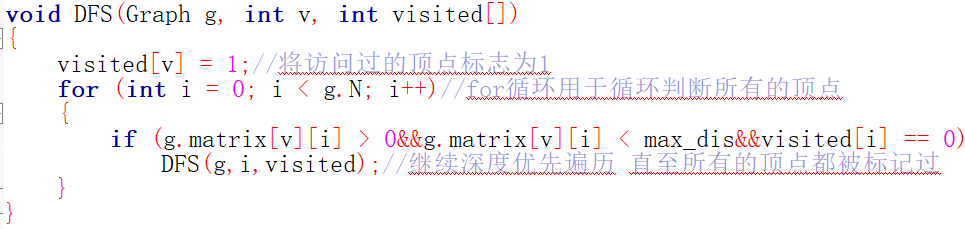 void DFS(Graph g, int v, int visited[])
{
visited[v] = 1;//将访问过的顶点标志为1
for (int i = 0; i < g.N; i++)//for循环用于循环判断所有的顶点
{
if (g.matrix[v][i] > 0&&g.matrix[v][i] < max_dis&&visited[i] == 0)
DFS(g,i,visited);//继续深度优先遍历 直至所有的顶点都被标记过
}
}